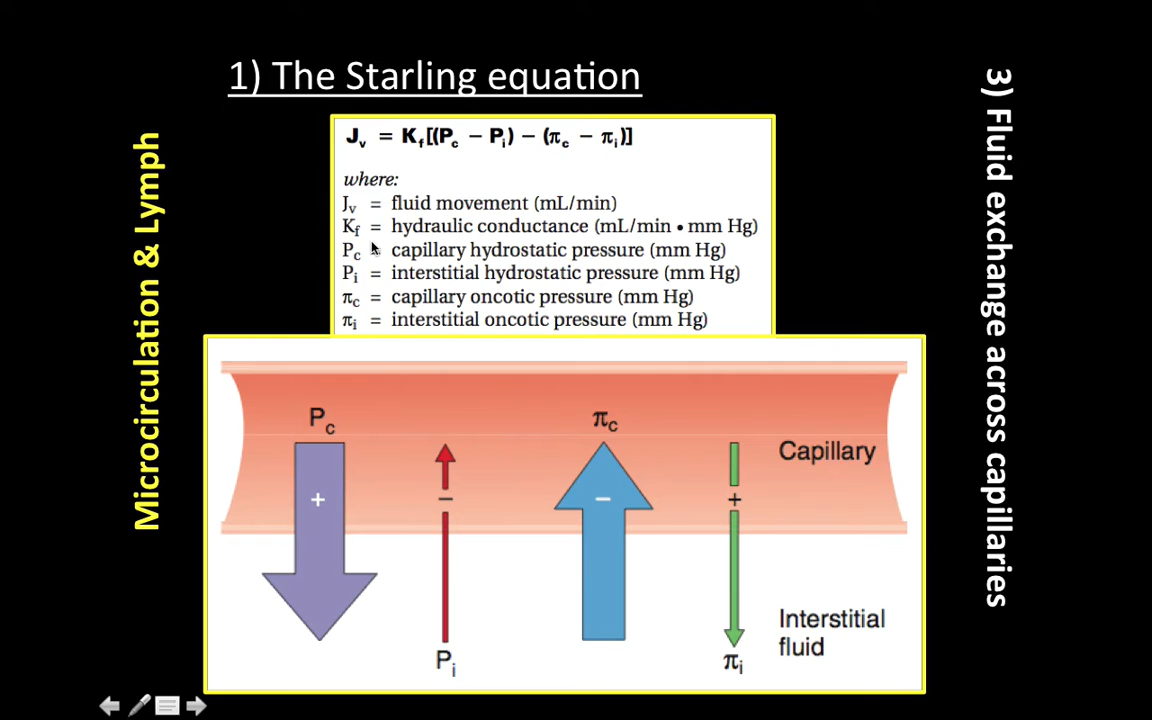 1) The Starling equation
Microcirculation & Lymph
3) Fluid exchange across capillaries
Jv = Kf[(Pc − Pi) − (πc − πi)]
where:
Jv = fluid movement (mL/min)
Kf = hydraulic conductance (mL/min • mm Hg)
Pc = capillary hydrostatic pressure (mm Hg)
Pi = interstitial hydrostatic pressure (mm Hg)
πc = capillary oncotic pressure (mm Hg)
πi = interstitial oncotic pressure (mm Hg)
Pc
πc
Capillary
+
−
−
+
Interstitial
fluid
Pi
πi